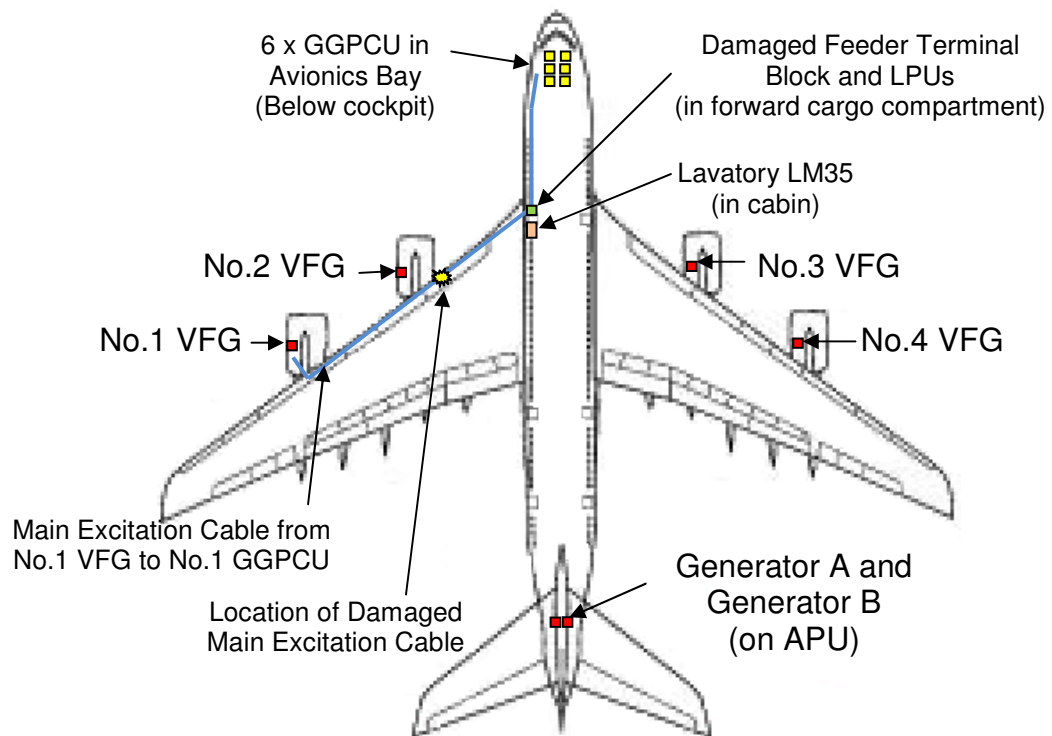 6 x GGPCU in
Avionics Bay
(Below cockpit)
Damaged Feeder Terminal
Block and LPUs
(in forward cargo compartment)
Lavatory LM35
(in cabin)
No.2 VFG
No.3 VFG
No.1 VFG
No.4 VFG
Main Excitation Cable from
No.1 VFG to No.1 GGPCU
Location of Damaged
Main Excitation Cable
Generator A and
Generator B
(on APU)